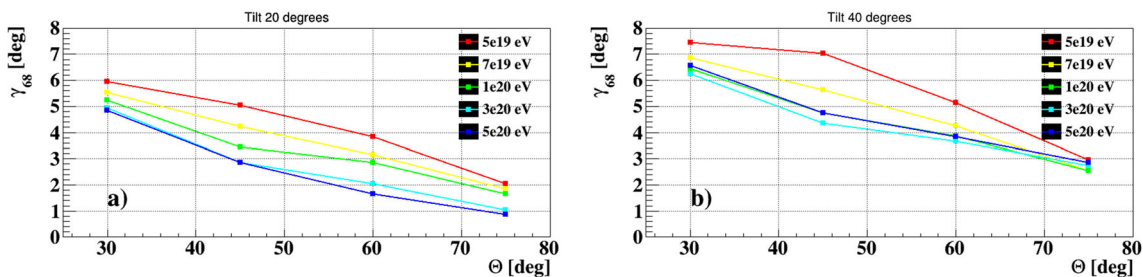 Tilt 20 degrees
γ68 [deg]
8
7
6
5
4
3
2
1
0
5e19 eV
7e19 eV
1e20 eV
3e20 eV
5e20 eV
a)
30 40 50 60 70 80
Θ [deg]
Tilt 40 degrees
γ68 [deg]
8
7
6
5
4
3
2
1
0
5e19 eV
7e19 eV
1e20 eV
3e20 eV
5e20 eV
b)
30 40 50 60 70 80
Θ [deg]